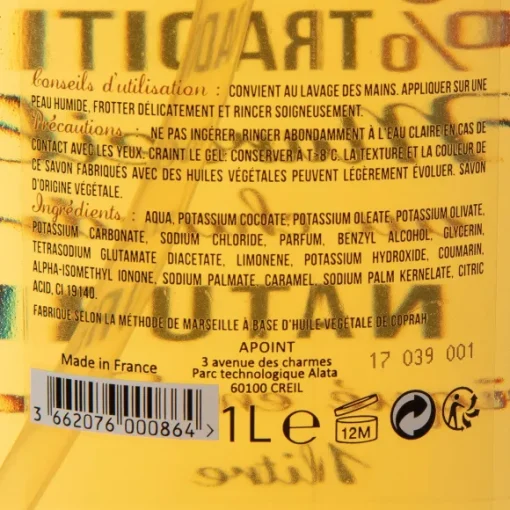 % TRADITI
Conseils d'utilisation : CONVIENT AU LAVAGE DES MAINS. APPLIQUER SUR UNE
PEAU HUMIDE, FROTTER DÉLICATEMENT ET RINCER SOIGNEUSEMENT.
Précautions : NE PAS INGÉRER. RINCER ABONDAMMENT À L'EAU CLAIRE EN CAS DE
CONTACT AVEC LES YEUX. CRAINT LE GEL: CONSERVER À T>8°C. LA TEXTURE ET LA COULEUR DE
CE SAVON FABRIQUÉS AVEC DES HUILES VÉGÉTALES PEUVENT LÉGÈREMENT ÉVOLUER. SAVON
D'ORIGINE VÉGÉTALE.
Ingrédients : AQUA, POTASSIUM COCOATE, POTASSIUM OLEATE, POTASSIUM OLIVATE,
POTASSIUM CARBONATE, SODIUM CHLORIDE, PARFUM, BENZYL ALCOHOL, GLYCERIN,
TETRASODIUM GLUTAMATE DIACETATE, LIMONENE, POTASSIUM HYDROXIDE, COUMARIN,
ALPHA-ISOMETHYL IONONE, SODIUM PALMATE, CARAMEL, SODIUM PALM KERNELATE, CITRIC
ACID, CI 19140.
NATU
FABRIQUÉ SELON LA MÉTHODE DE MARSEILLE À BASE D'HUILE VÉGÉTALE DE COPRAH
APOINT
Made in France
3 avenue des charmes
Parc technologique Alata
60100 CREIL
17 039 001
3 662076 000864 >
1L e
12M
litre